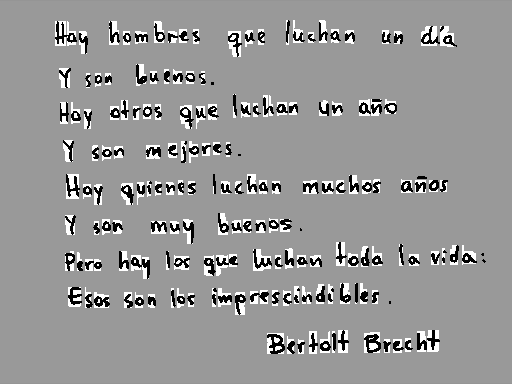 Hay hombres que luchan un día
Y son buenos.
Hay otros que luchan un año
Y son mejores.
Hay quienes luchan muchos años
Y son muy buenos.
Pero hay los que luchan toda la vida:
Esos son los imprescindibles.
Bertolt Brecht